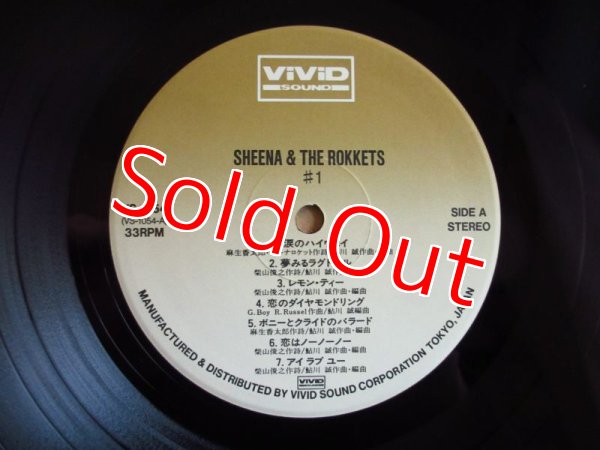 ViViD
SOUND
SHEENA & THE ROKKETS
#1
(VS-1054-A)
33RPM
SIDE A
STEREO
Sold Out
涙のハイウェイ
麻生香太郎・
ナロケット作詩/鮎川 誠作曲・編曲
2. 夢みるラグドール
柴山俊之作詩/鮎川 誠作曲・編曲
3. レモン・ティー
柴山俊之作詩/鮎川 誠作曲・編曲
4. 恋のダイヤモンドリング
G. Boy R. Russel作曲/鮎川 誠編曲
5. ボニーとクライドのバラード
麻生香太郎作詩/鮎川 誠作曲・編曲
6. 恋はノーノーノー
柴山俊之作詩/鮎川 誠作曲・編曲
7. アイ ラブ ユー
柴山俊之作詩/鮎川 誠作曲・編曲
ViViD
SOUND
MANUFACTURED & DISTRIBUTED BY VIVID SOUND CORPORATION TOKYO, JAPAN